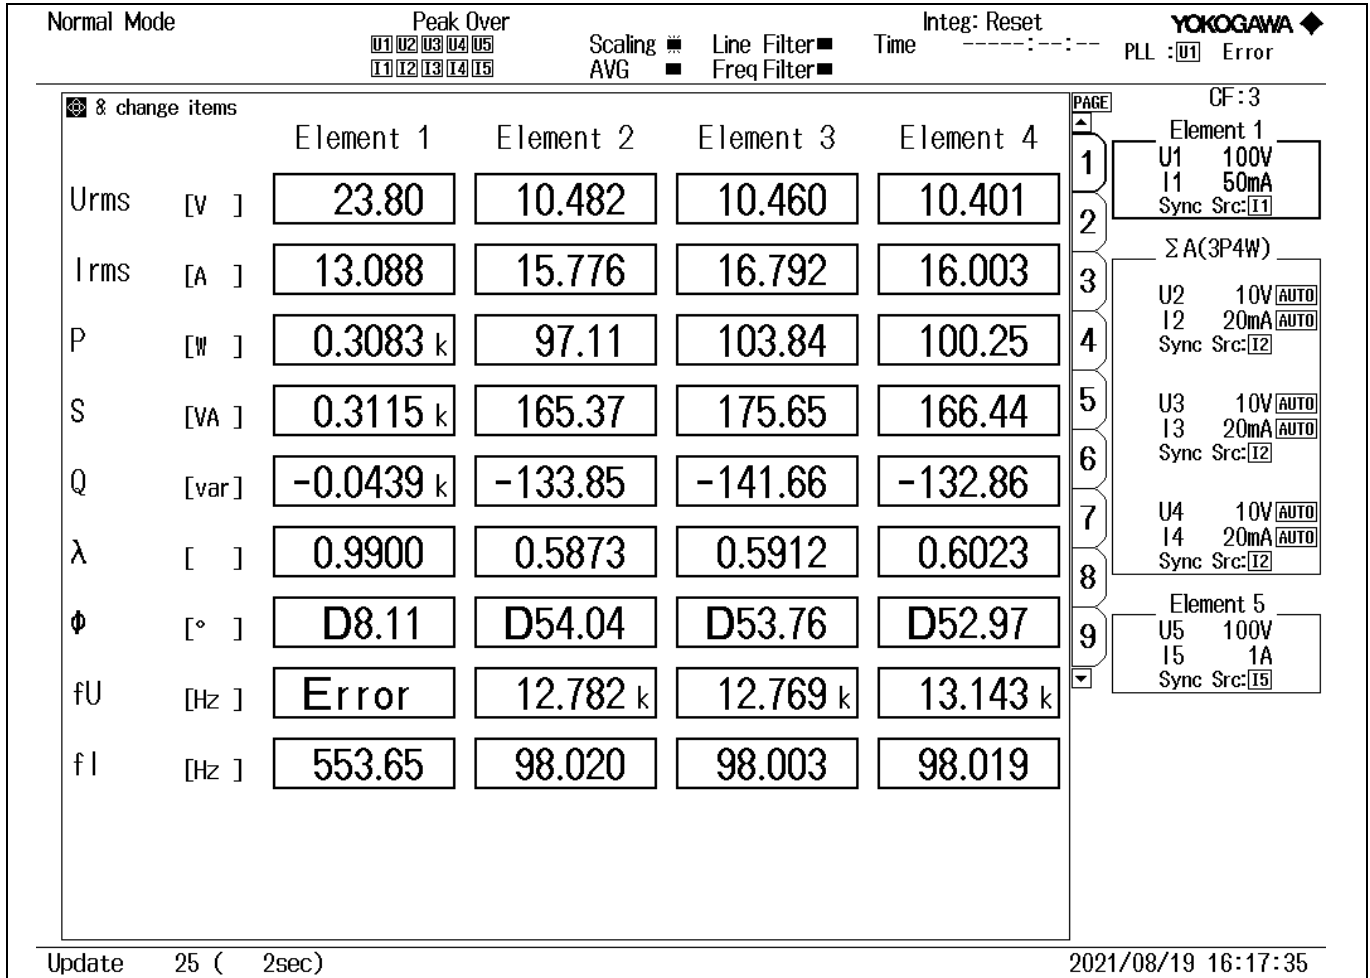 Normal Mode Peak Over Integ: Reset YOKOGAWA
U1 U2 U3 U4 U5 Scaling Line Filter Time -----:--:-- PLL :U1 Error
I1 I2 I3 I4 I5 AVG Freq Filter
& change items PAGE CF:3
Element 1 Element 2 Element 3 Element 4
Urms [V ] 23.80 10.482 10.460 10.401
Irms [A ] 13.088 15.776 16.792 16.003
P [W ] 0.3083 k 97.11 103.84 100.25
S [VA ] 0.3115 k 165.37 175.65 166.44
Q [var] -0.0439 k -133.85 -141.66 -132.86
λ [ ] 0.9900 0.5873 0.5912 0.6023
Φ [° ] D8.11 D54.04 D53.76 D52.97
fU [Hz ] Error 12.782 k 12.769 k 13.143 k
fI [Hz ] 553.65 98.020 98.003 98.019
1
2
3
4
5
6
7
8
9
Element 1
U1 100V
I1 50mA
Sync Src:I1
ΣA(3P4W)
U2 10V AUTO
I2 20mA AUTO
Sync Src:I2
U3 10V AUTO
I3 20mA AUTO
Sync Src:I2
U4 10V AUTO
I4 20mA AUTO
Sync Src:I2
Element 5
U5 100V
I5 1A
Sync Src:I5
Update 25 ( 2sec) 2021/08/19 16:17:35